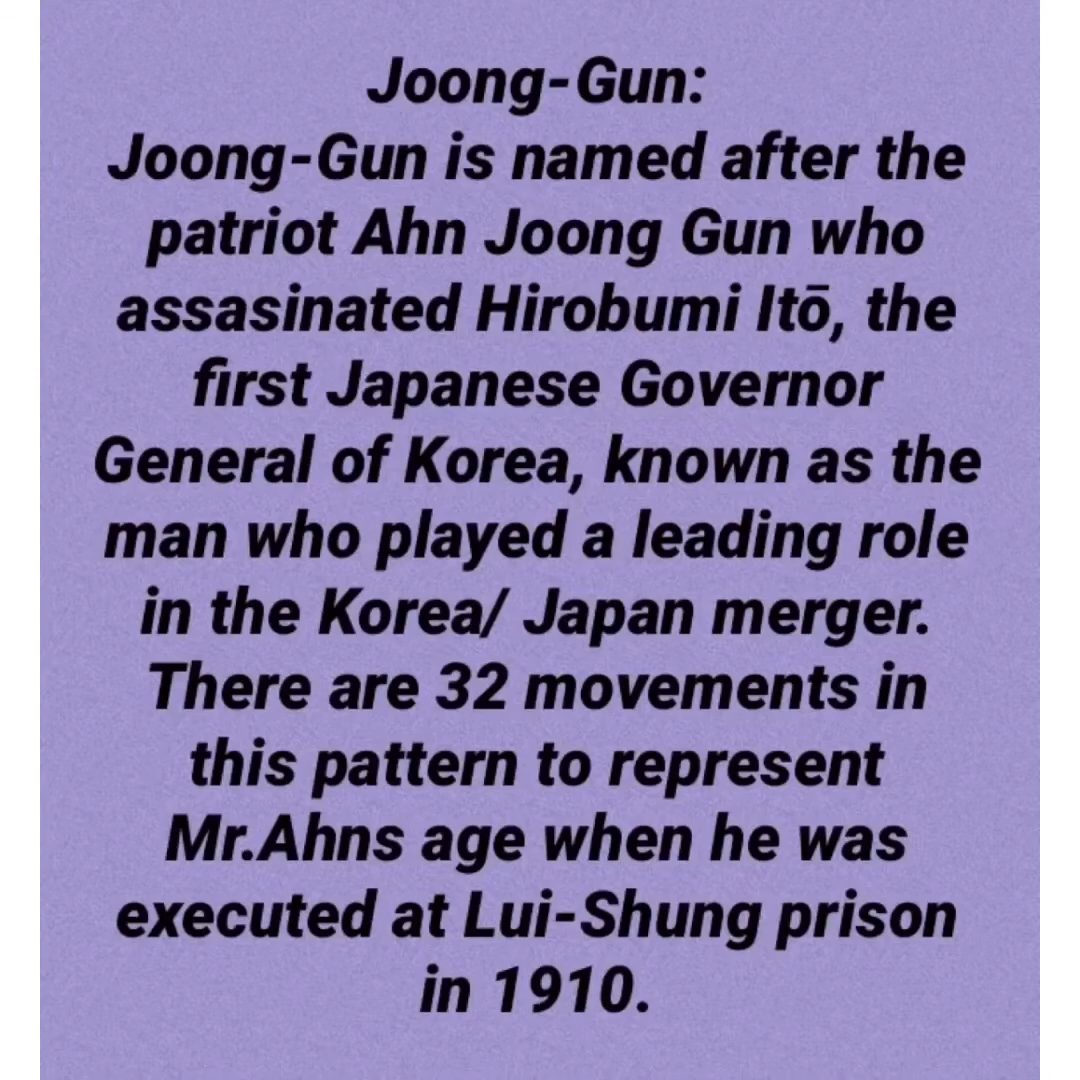 Joong-Gun:
Joong-Gun is named after the
patriot Ahn Joong Gun who
assasinated Hirobumi Itō, the
first Japanese Governor
General of Korea, known as the
man who played a leading role
in the Korea/ Japan merger.
There are 32 movements in
this pattern to represent
Mr.Ahns age when he was
executed at Lui-Shung prison
in 1910.